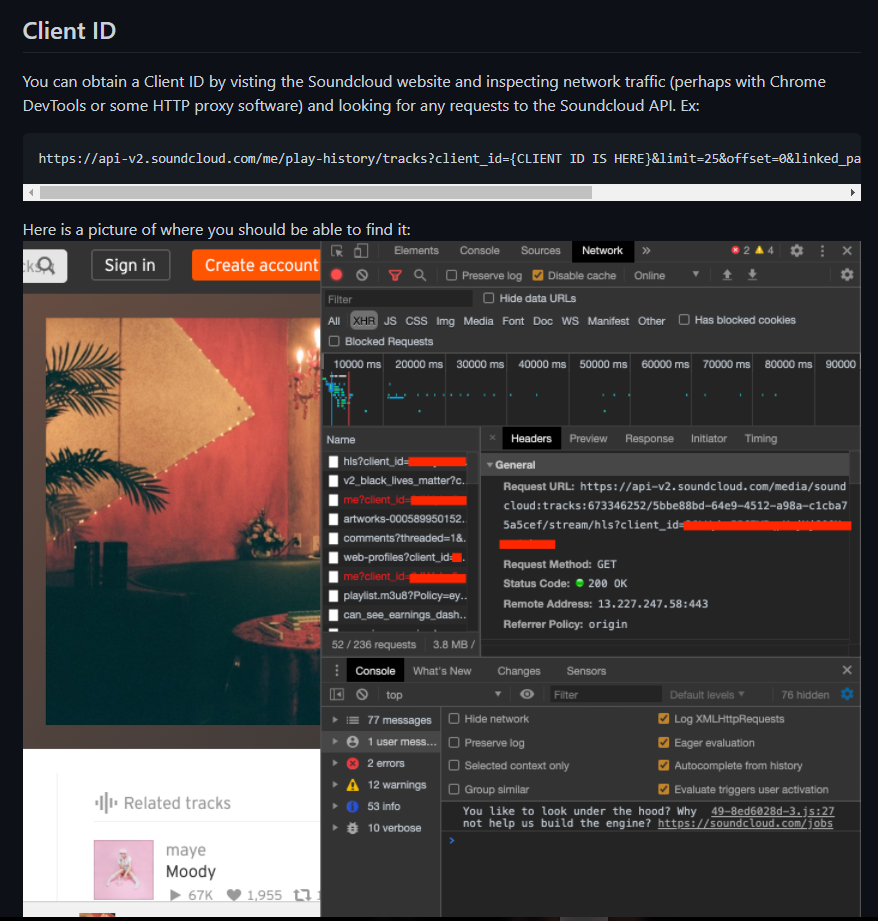 Client ID
You can obtain a Client ID by visting the Soundcloud website and inspecting network traffic (perhaps with Chrome
DevTools or some HTTP proxy software) and looking for any requests to the Soundcloud API. Ex:
https://api-v2.soundcloud.com/me/play-history/tracks?client_id={CLIENT ID IS HERE}&limit=25&offset=0&linked_pa
Here is a picture of where you should be able to find it:
Sign in
Create account
Elements Console Sources Network »
2 4
Preserve log Disable cache Online
Filter
Hide data URLs
All XHR JS CSS Img Media Font Doc WS Manifest Other Has blocked cookies
Blocked Requests
10000 ms 20000 ms 30000 ms 40000 ms 50000 ms 60000 ms 70000 ms 80000 ms 90000
Name
hls?client_id=
v2_black_lives_matter?c..
me?client_id=
artworks-000589950152..
comments?threaded=1&..
web-profiles?client_id=
me?client_id=
playlist.m3u8?Policy=ey..
can_see_earnings_dash..
52 / 236 requests 3.8 MB /
Headers Preview Response Initiator Timing
General
Request URL: https://api-v2.soundcloud.com/media/sound
cloud:tracks:673346252/5bbe88bd-64e9-4512-a98a-c1cba7
5a5cef/stream/hls?client_id=
Request Method: GET
Status Code: 200 OK
Remote Address: 13.227.247.58:443
Referrer Policy: origin
Console What's New Changes Sensors
top
Filter
Default levels
76 hidden
77 messages
1 user mess...
2 errors
12 warnings
53 info
10 verbose
Hide network
Preserve log
Selected context only
Group similar
Log XMLHttpRequests
Eager evaluation
Autocomplete from history
Evaluate triggers user activation
You like to look under the hood? Why 49-8ed6028d-3.js:27
not help us build the engine? https://soundcloud.com/jobs
Related tracks
maye
Moody
67K 1,955